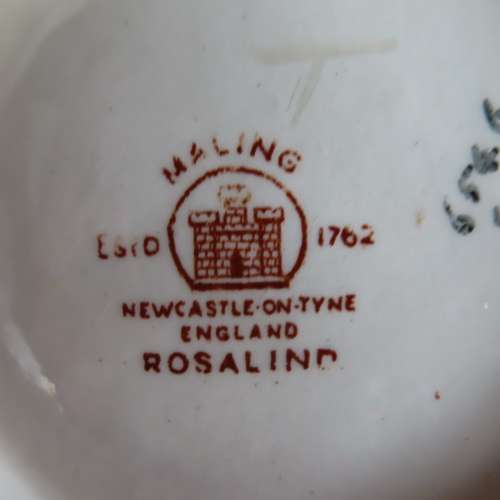 MALING
ESTD 1762
NEWCASTLE-ON-TYNE
ENGLAND
ROSALIND